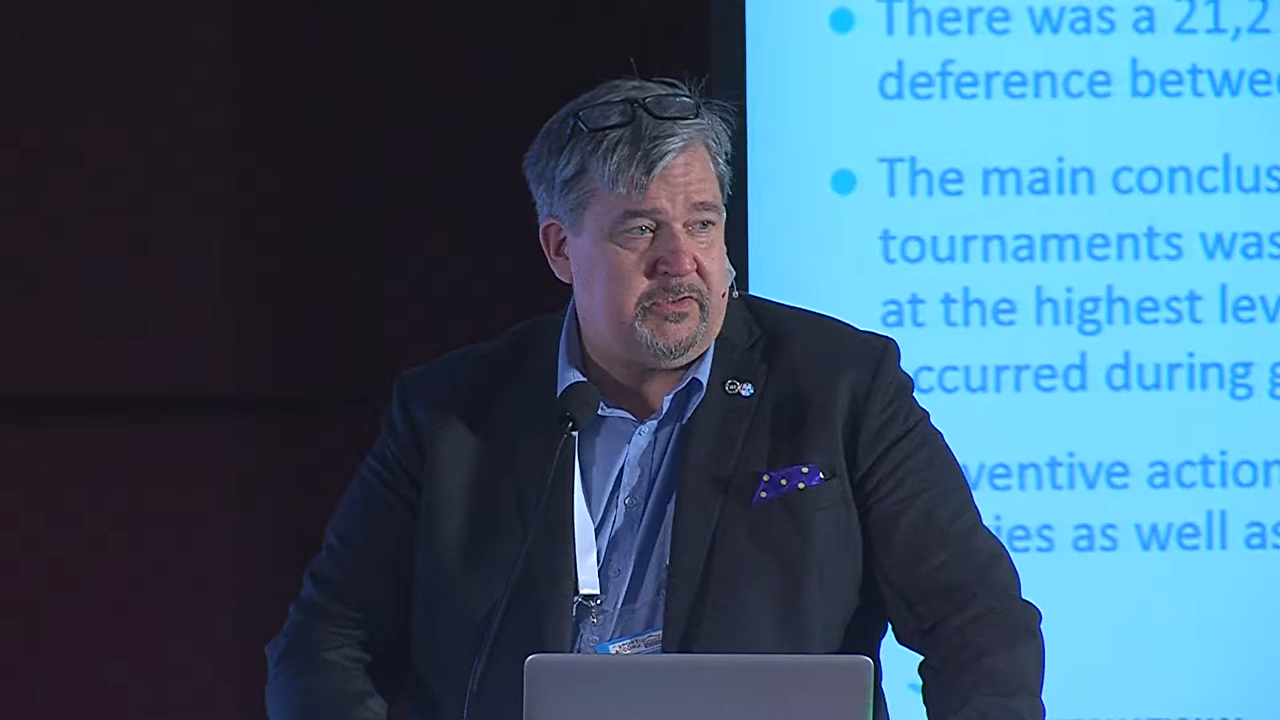 There was a 21,2
deference betwe
The main conclus
tournaments was
at the highest lev
ccurred during g
ventive action
ies as well as